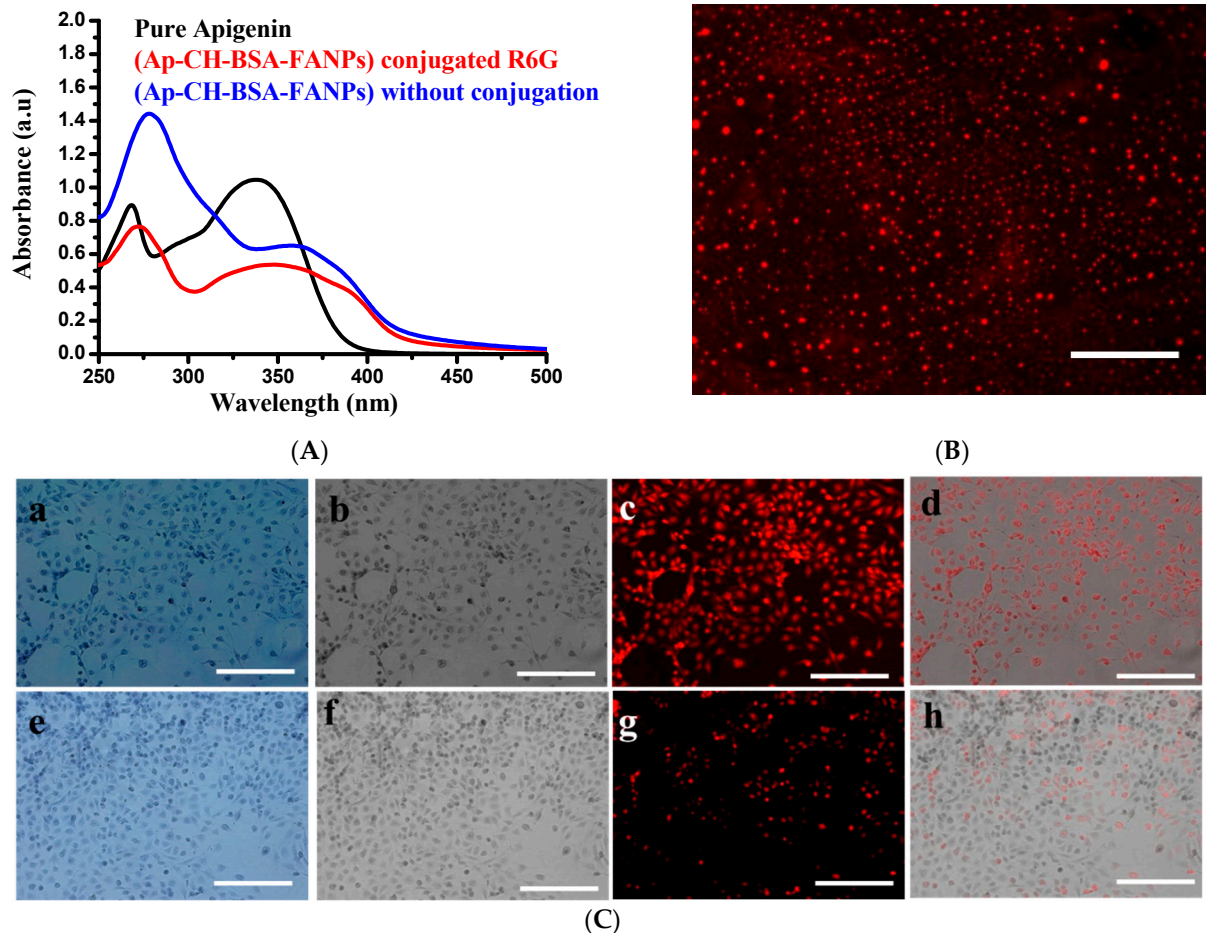 2.0
1.8
1.6
1.4
1.2
1.0
0.8
0.6
0.4
0.2
0.0
Absorbance (a.u)
Pure Apigenin
(Ap-CH-BSA-FANPs) conjugated R6G
(Ap-CH-BSA-FANPs) without conjugation
250 300 350 400 450 500
Wavelength (nm)
(A)
(B)
a b c d
e f g h
(C)